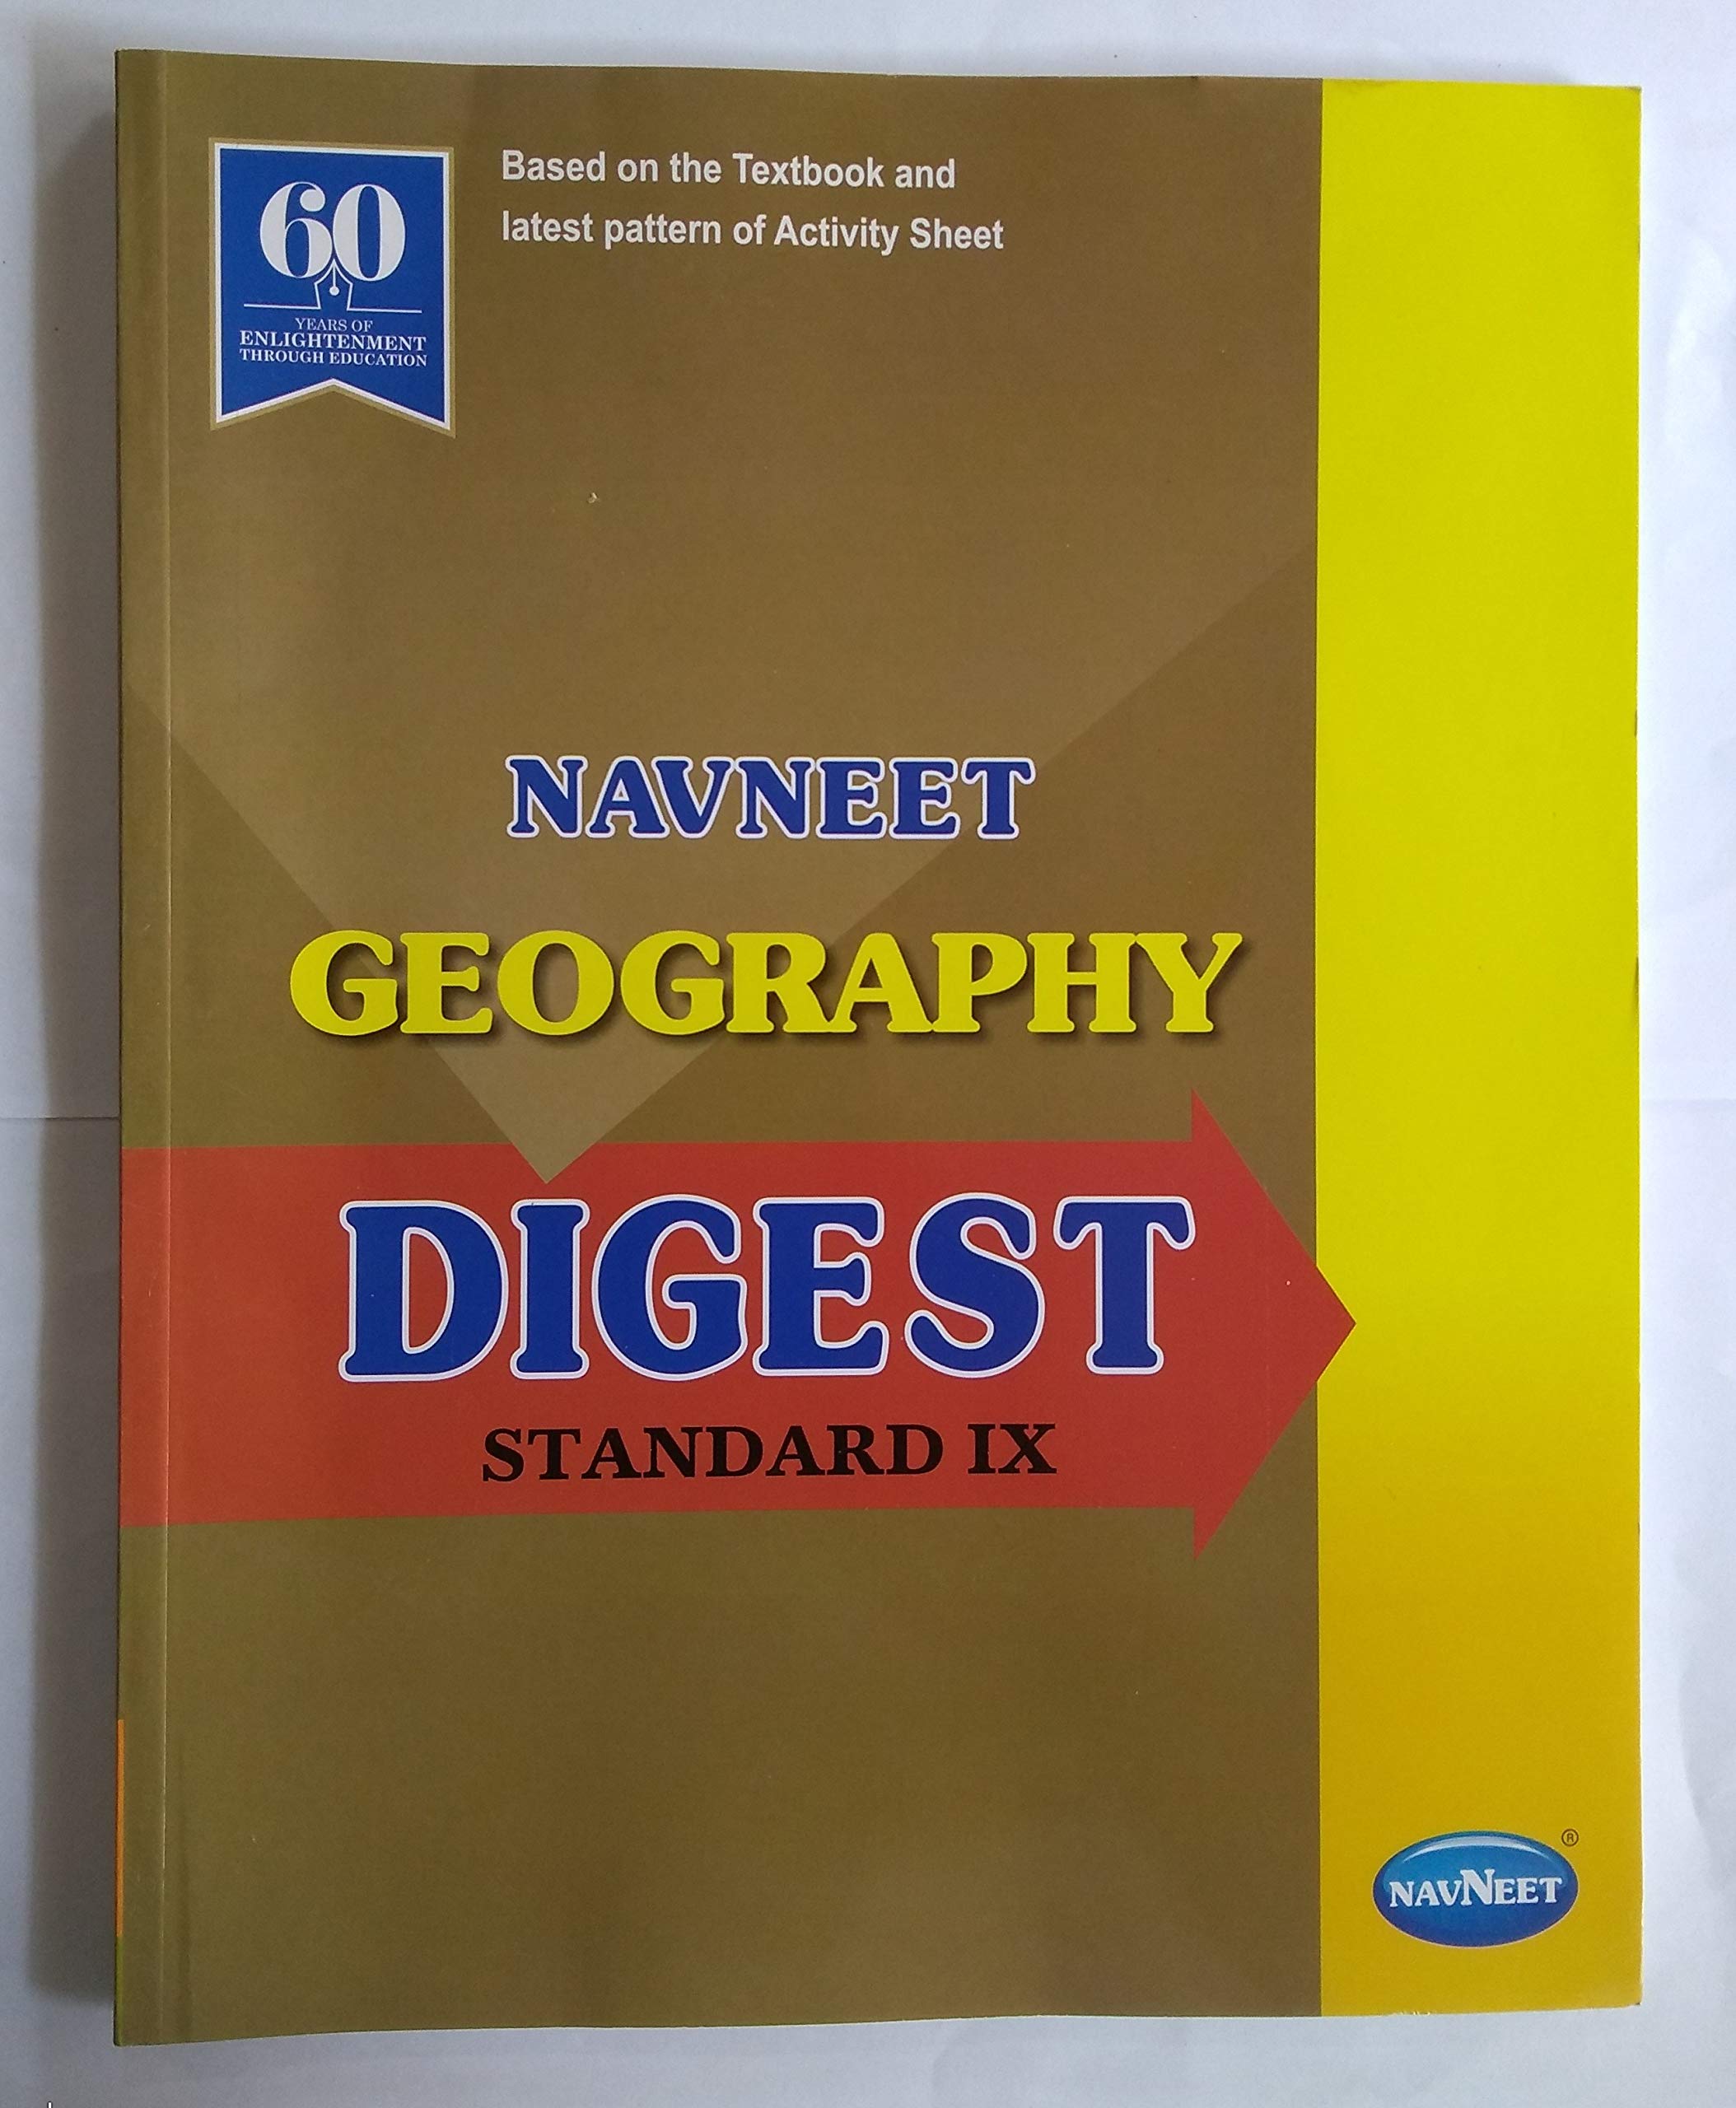 60
YEARS OF
ENLIGHTENMENT
THROUGH EDUCATION
Based on the Textbook and
latest pattern of Activity Sheet
NAVNEET
GEOGRAPHY
DIGEST
STANDARD IX
NAVNEET ®